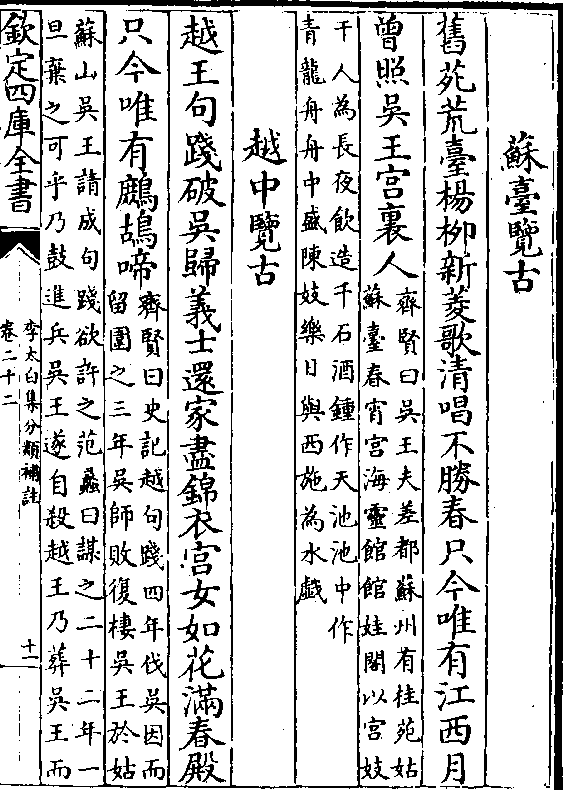 蘇臺覽古
舊苑荒臺楊柳新菱歌清唱不勝春只今唯有江西月
曾照吳王宮裏人
齊賢曰吳王夫差都蘇州有桂苑姑
蘇臺春宵宮海靈館館娃閣以宮妓
千人為長夜飲造千石酒鍾作天池池中作
青龍舟舟中盛陳妓樂日與西施為水戱
越中覽古
越王句踐破吳歸義士還家盡錦衣宮女如花滿春殿
只今唯有鷓鴣啼
齊賢曰史記越句踐四年伐吳因而
留圍之三年吳師敗復棲吳王於姑
蘇山吳王請成句踐欲許之范蠡曰謀之二十二年一
旦棄之可乎乃鼓進兵吳王遂自殺越王乃葬吳王而
欽定四庫全書
李太白集分類補註
卷二十二
十一